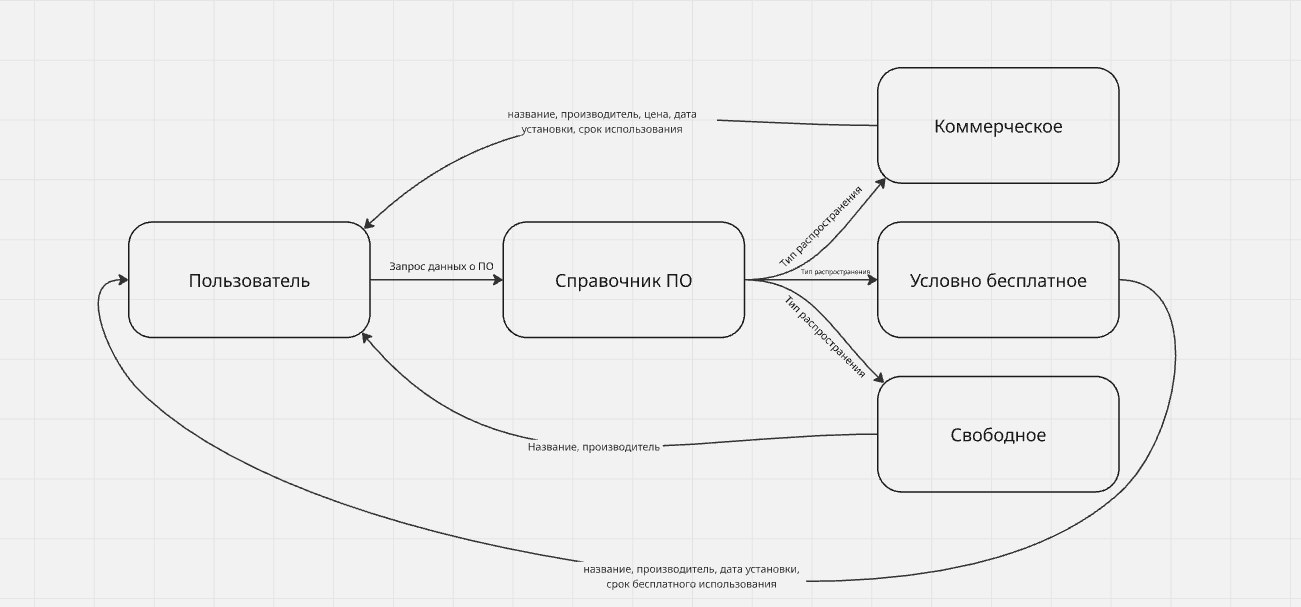 Коммерческое
название, производитель, цена, дата
установки, срок использования
Тип распространения
Пользователь
Запрос данных о ПО
Справочник ПО
Тип распространения
Условно бесплатное
Тип распространения
Свободное
Название, производитель
название, производитель, дата установки,
срок бесплатного использования